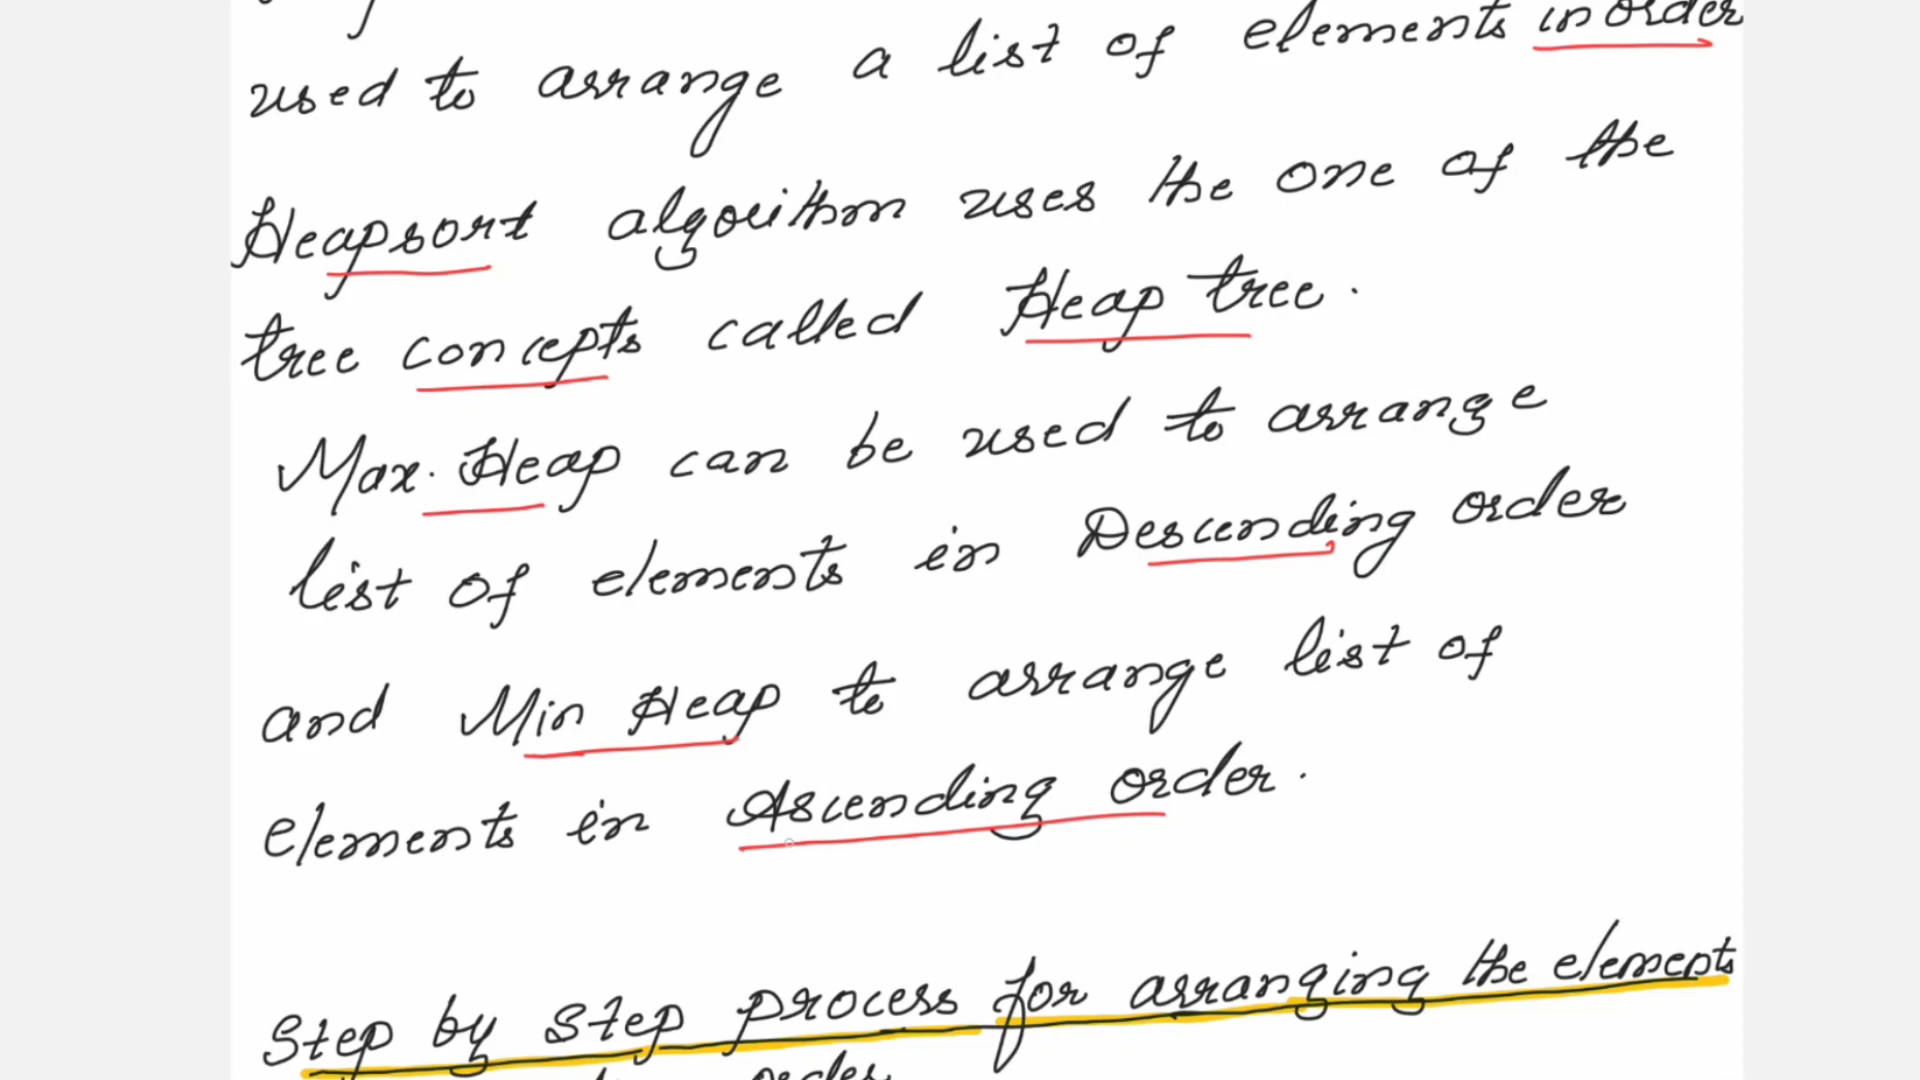 used to arrange a list of elements in order
Heapsort algorithm uses the one of the
tree concepts called Heap tree.
Max. Heap can be used to arrange
list of elements in Descending order
and Min Heap to arrange list of
elements in Ascending order.
Step by step process for arranging the elements
order